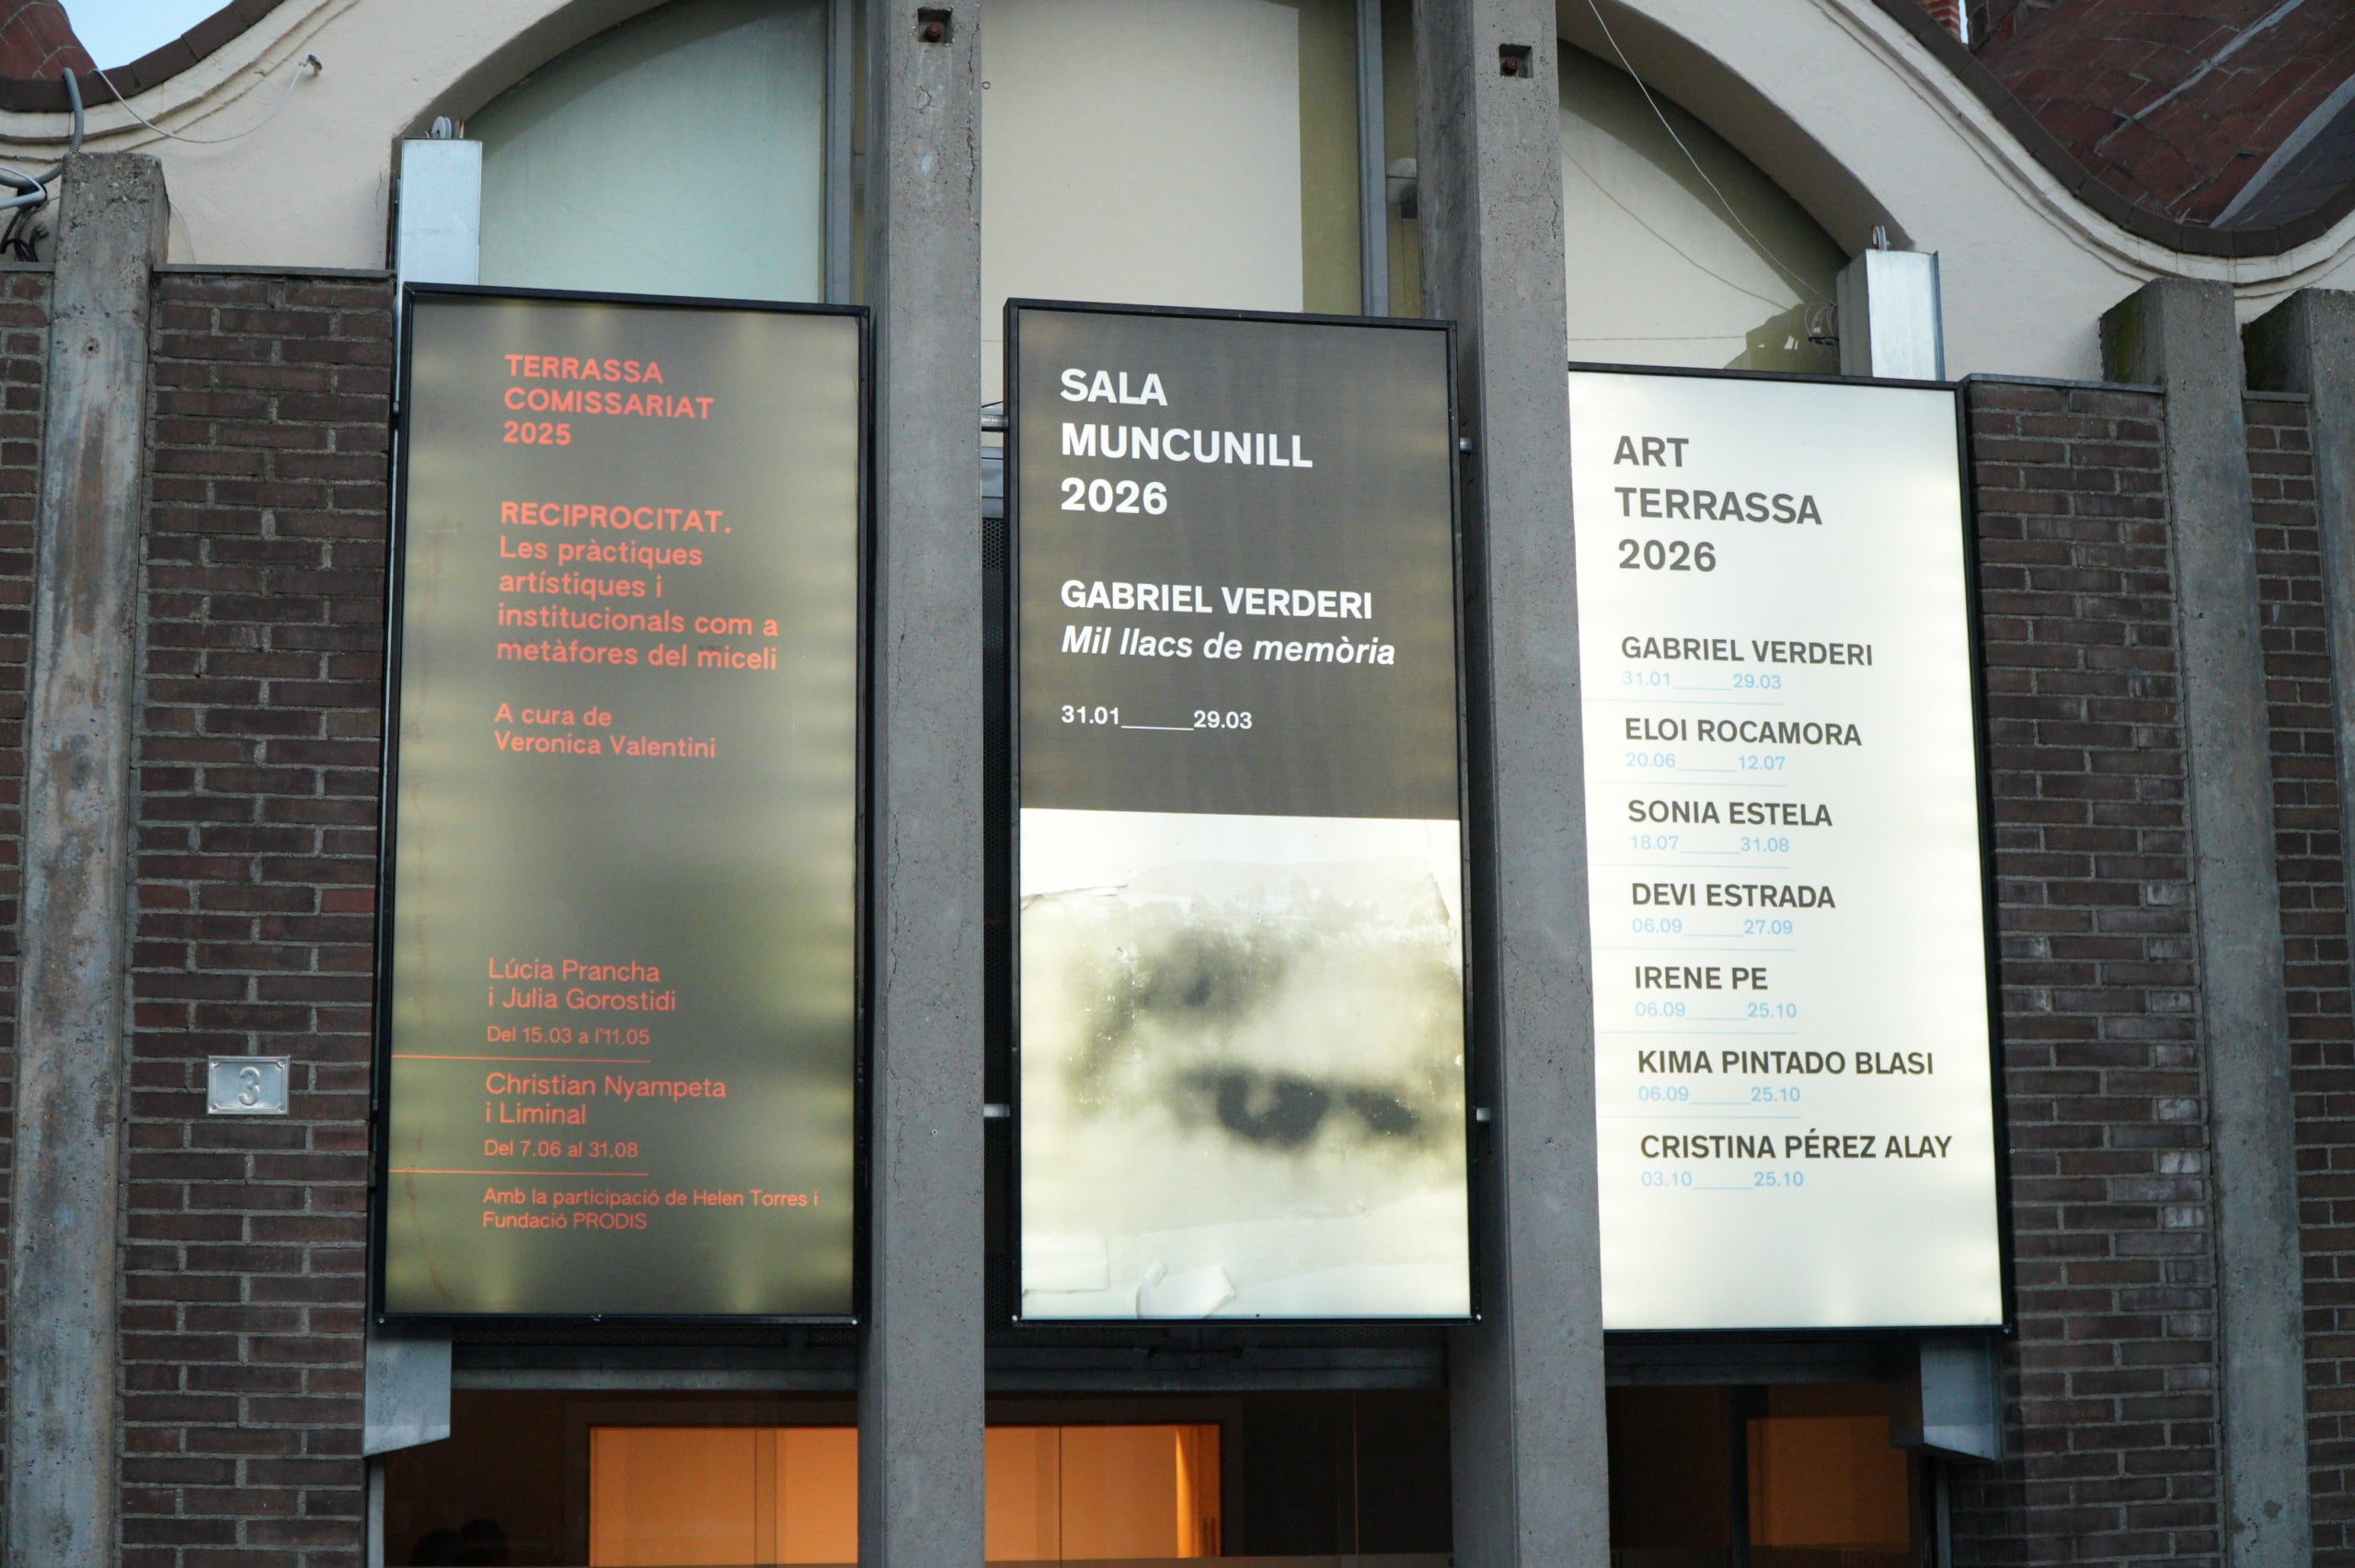 TERRASSA
COMISSARIAT
2025
RECIPROCITAT.
Les pràctiques
artístiques i
institucionals com a
metàfores del miceli
A cura de
Veronica Valentini
Lúcia Prancha
i Julia Gorostidi
Del 15.03 a l'11.05
Christian Nyampeta
i Liminal
Del 7.06 al 31.08
Amb la participació de Helen Torres i
Fundació PRODIS
3
SALA
MUNCUNILL
2026
GABRIEL VERDERI
Mil llacs de memòria
31.01______29.03
ART
TERRASSA
2026
GABRIEL VERDERI
31.01______29.03
ELOI ROCAMORA
20.06______12.07
SONIA ESTELA
18.07______31.08
DEVI ESTRADA
06.09______27.09
IRENE PE
06.09______25.10
KIMA PINTADO BLASI
06.09______25.10
CRISTINA PÉREZ ALAY
03.10______25.10